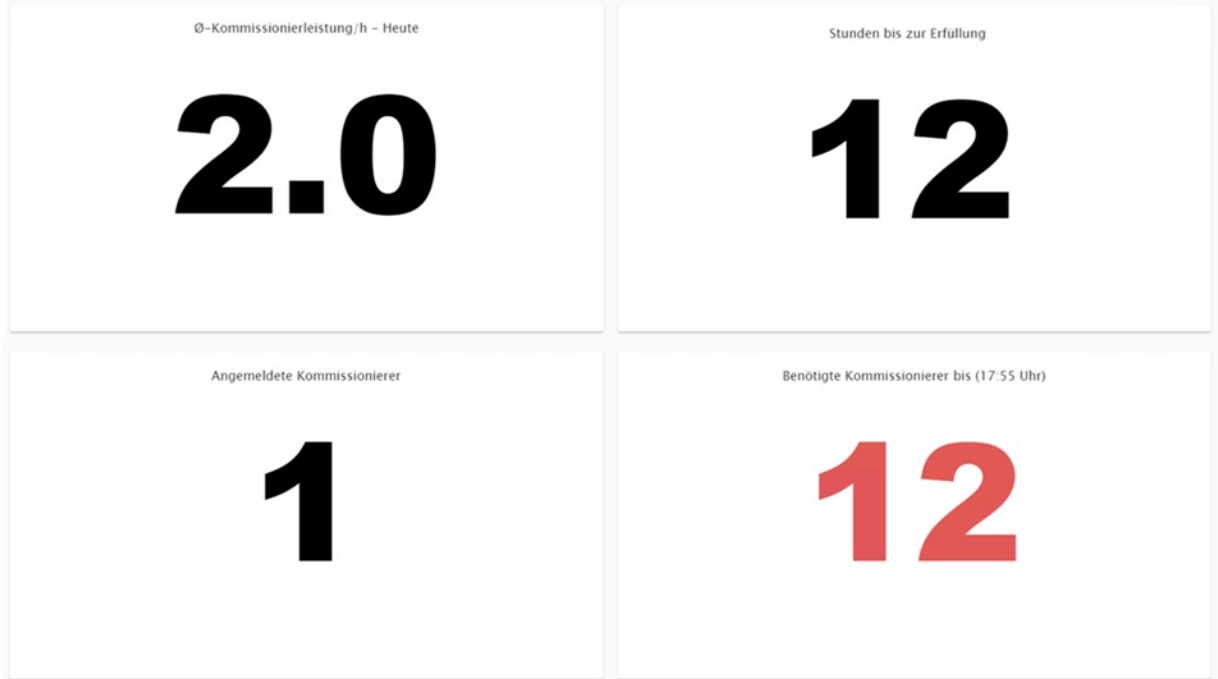 Ø-Kommissionierleistung/h - Heute
2.0
Stunden bis zur Erfüllung
12
Angemeldete Kommissionierer
1
Benötigte Kommissionierer bis (17:55 Uhr)
12